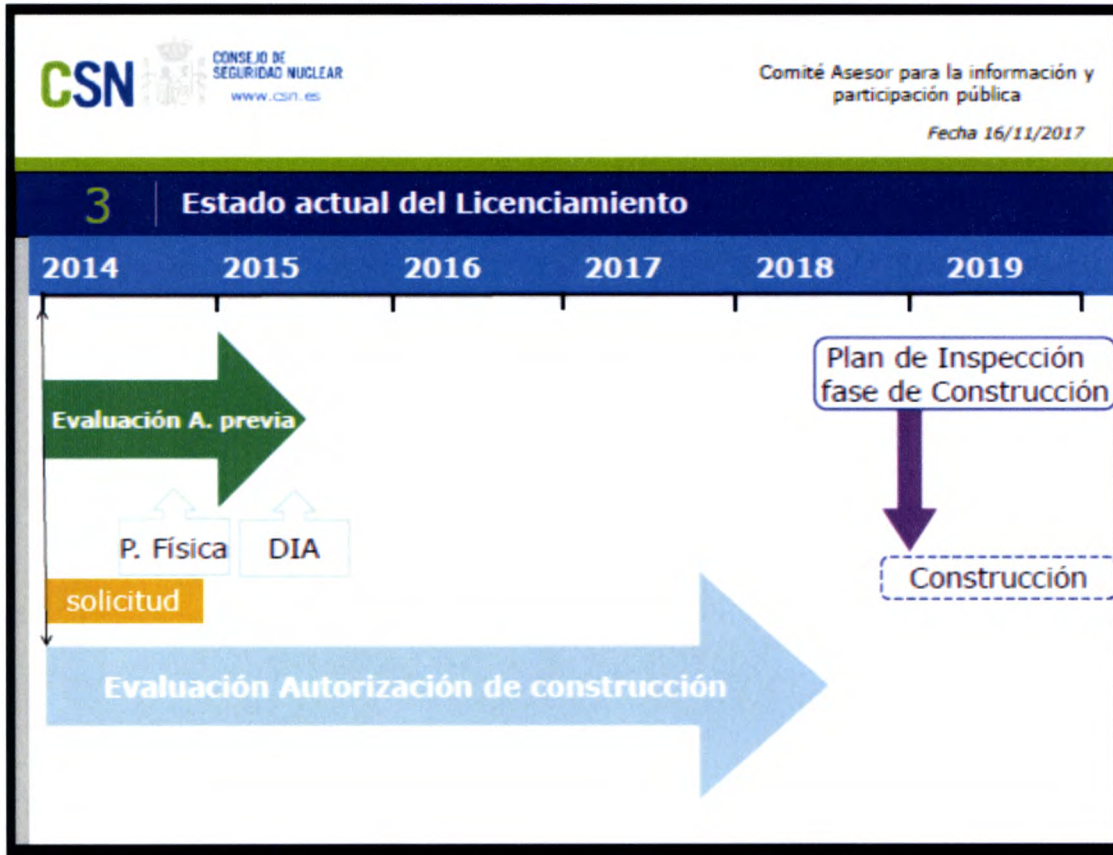 CSN
CONSEJO DE
SEGURIDAD NUCLEAR
www.csn.es
Comité Asesor para la información y
participación pública
Fecha 16/11/2017
3 Estado actual del Licenciamiento
2014 2015 2016 2017 2018 2019
Plan de Inspección
fase de Construcción
Evaluación A. previa
P. Física DIA
Construcción
solicitud
Evaluación Autorización de construcción